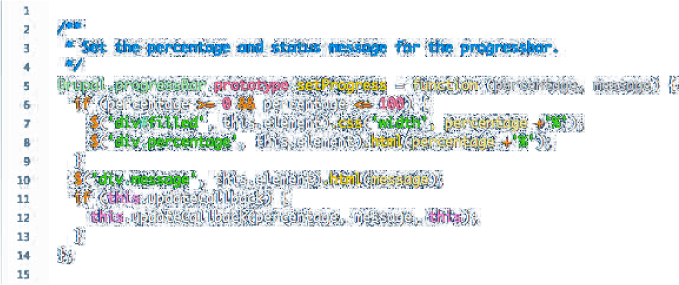 1
2 /**
3 * Set the percentage and status message for the progressbar.
4 */
5 Drupal.progressBar.prototype.setProgress = function (percentage, message) {
6 if (percentage >= 0 && percentage <= 100) {
7 $('div.filled', this.element).css('width', percentage +'%');
8 $('div.percentage', this.element).html(percentage +'%');
9 }
10 $('div.message', this.element).html(message);
11 if (this.updateCallback) {
12 this.updateCallback(percentage, message, this);
13 }
14 };
15